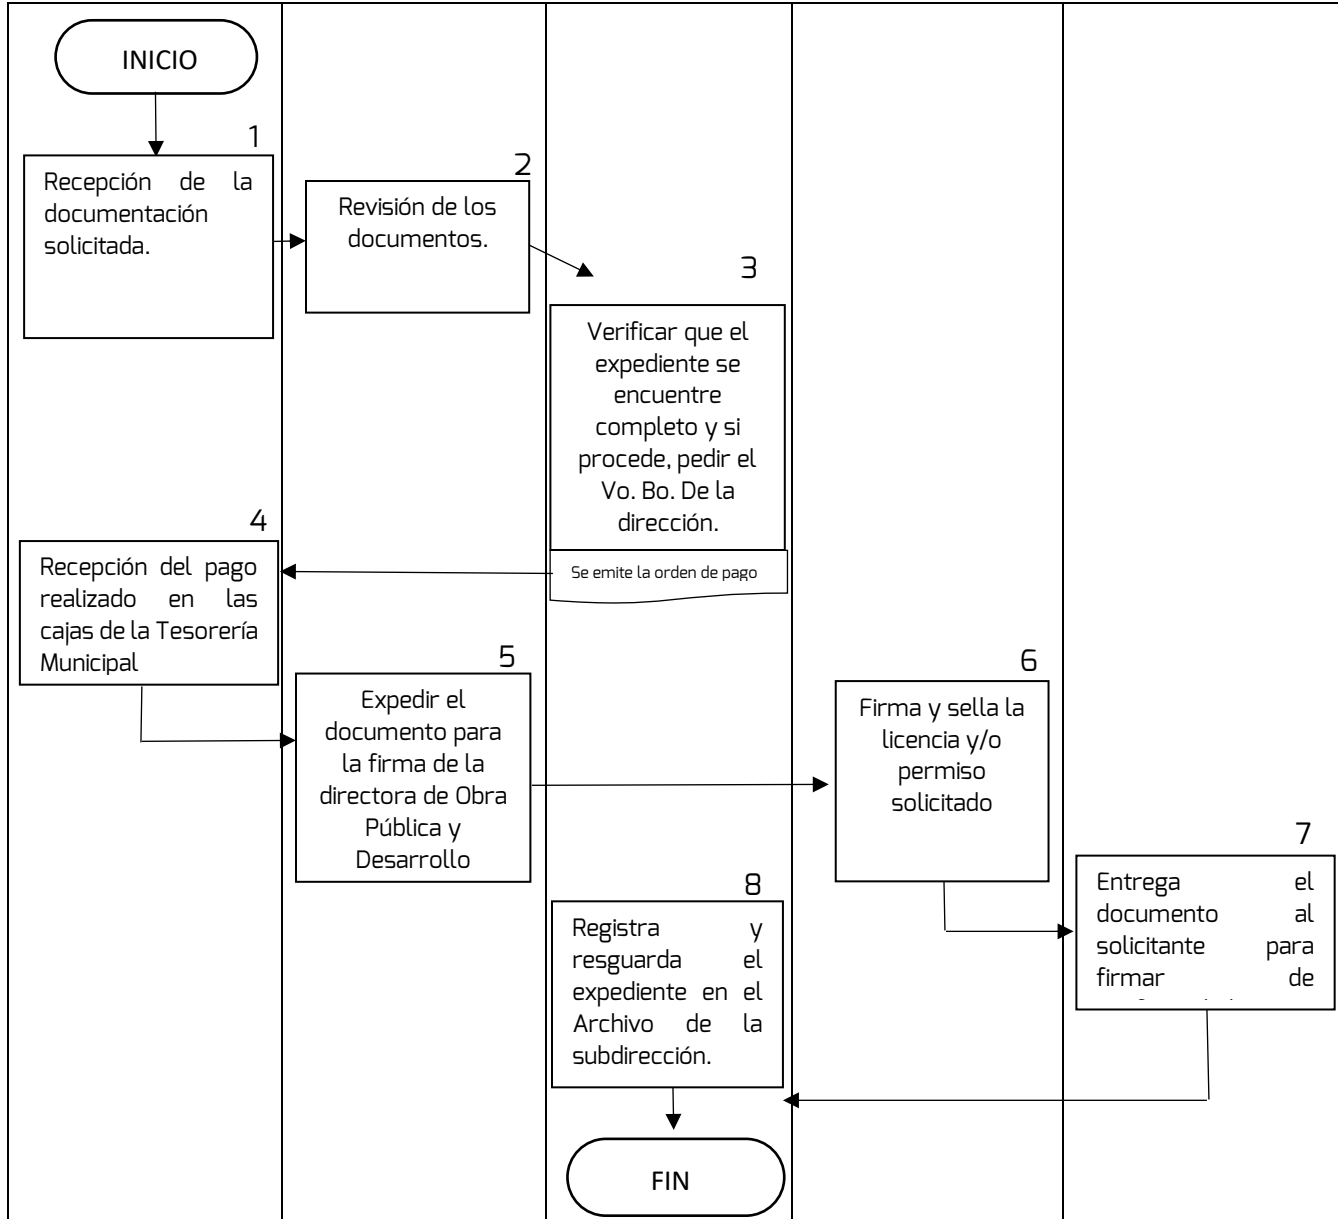 INICIO
1
Recepción de la
documentación
solicitada.
2
Revisión de los
documentos.
3
Verificar que el
expediente se
encuentre
completo y si
procede, pedir el
Vo. Bo. De la
dirección.
Se emite la orden de pago
4
Recepción del pago
realizado en las
cajas de la Tesorería
Municipal
5
Expedir el
documento para
la firma de la
directora de Obra
Pública y
Desarrollo
6
Firma y sella la
licencia y/o
permiso
solicitado
7
Entrega el
documento al
solicitante para
firmar de
8
Registra y
resguarda el
expediente en el
Archivo de la
subdirección.
FIN